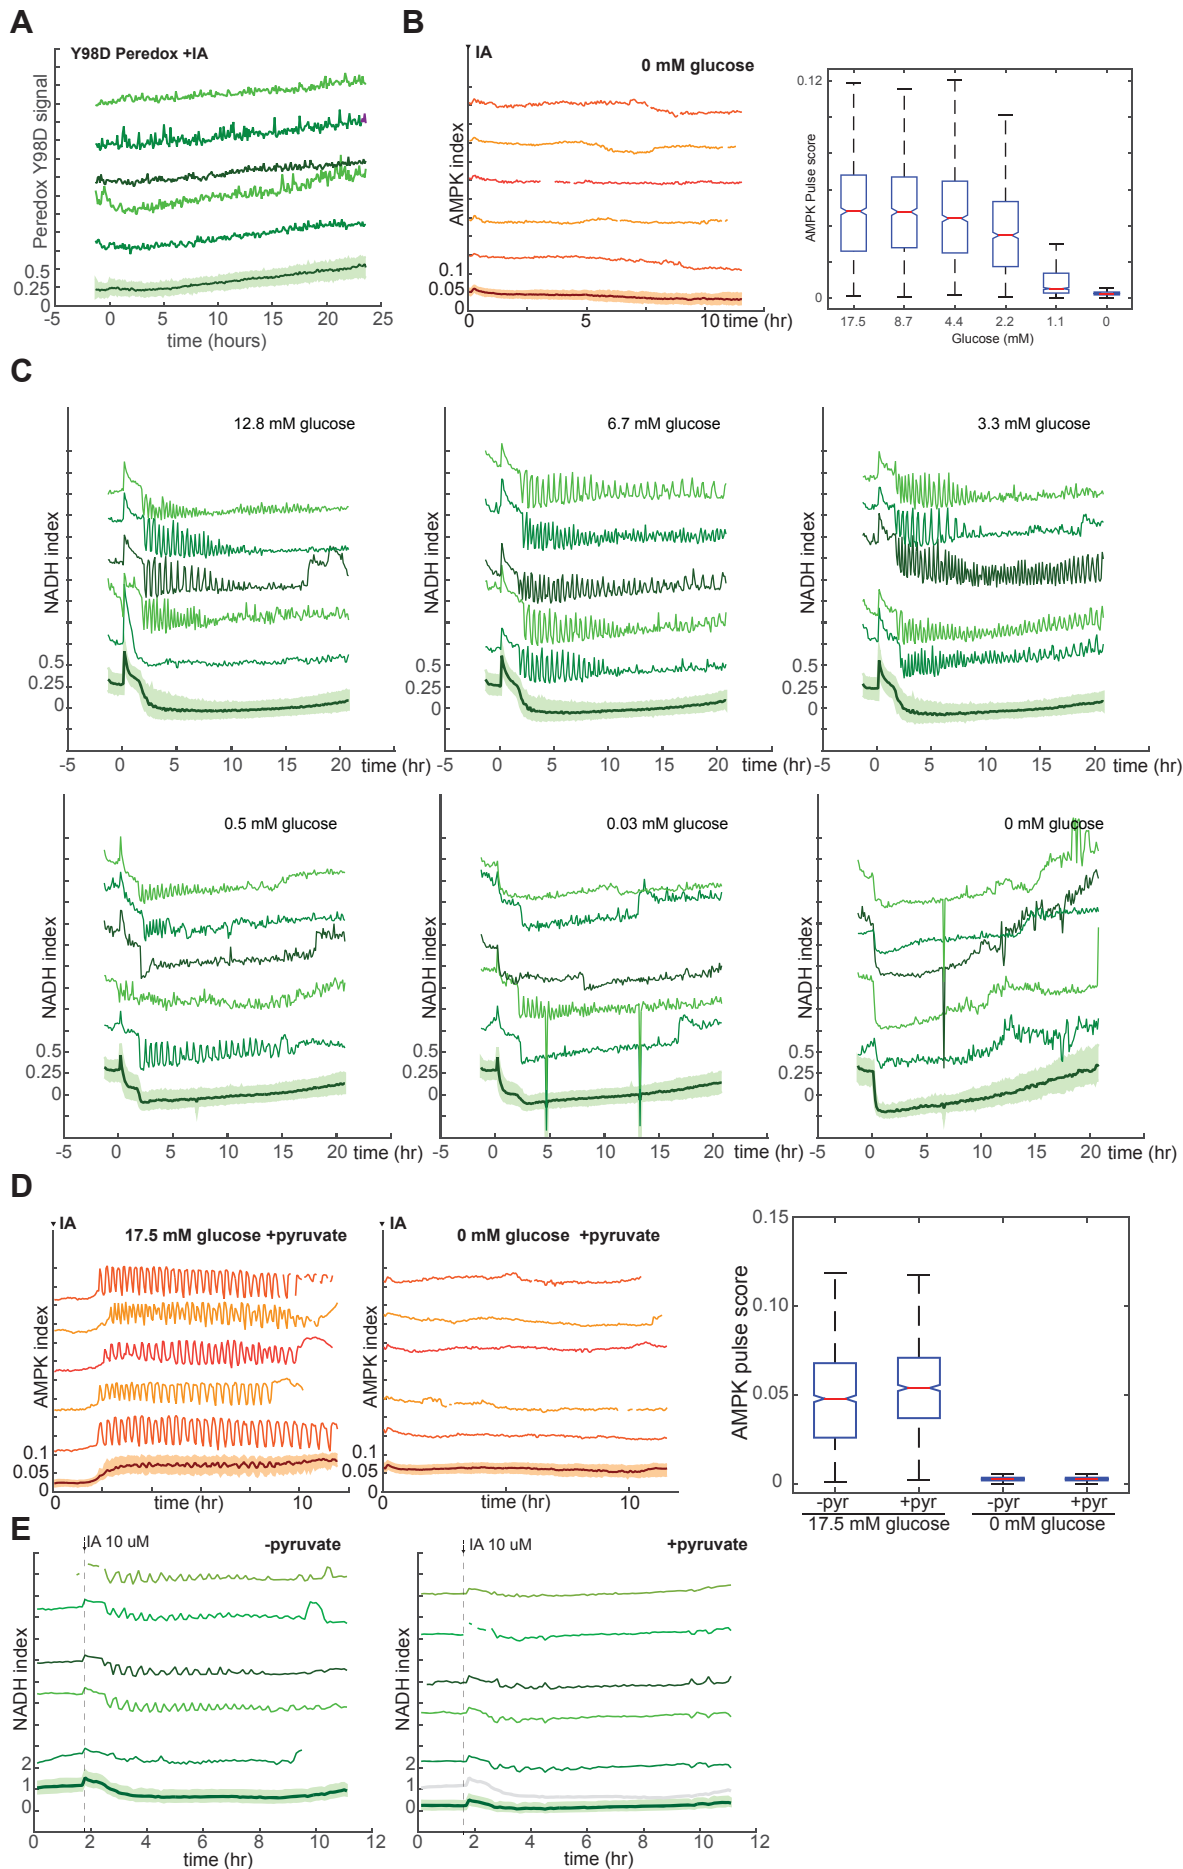 A
Y98D Peredox +IA
Peredox Y98D signal
0.5
0.25
0
-5 0 5 10 15 20 25
time (hours)
B
IA
0 mM glucose
AMPK index
0.1
0.05
0
0 5 10 time (hr)
0.12
AMPK Pulse score
0
17.5 8.7 4.4 2.2 1.1 0
Glucose (mM)
C
12.8 mM glucose
NADH index
0.5
0.25
0
-5 0 5 10 15 20 time (hr)
6.7 mM glucose
NADH index
0.5
0.25
0
-5 0 5 10 15 20 time (hr)
3.3 mM glucose
NADH index
0.5
0.25
0
-5 0 5 10 15 20 time (hr)
0.5 mM glucose
NADH index
0.5
0.25
0
-5 0 5 10 15 20 time (hr)
0.03 mM glucose
NADH index
0.5
0.25
0
-5 0 5 10 15 20 time (hr)
0 mM glucose
NADH index
0.5
0.25
0
-5 0 5 10 15 20 time (hr)
D
IA
17.5 mM glucose +pyruvate
AMPK index
0.1
0.05
0
0 time (hr) 10
IA
0 mM glucose +pyruvate
AMPK index
0.1
0.05
0
0 time (hr) 10
0.15
0.10
0.05
0
AMPK pulse score
-pyr +pyr -pyr +pyr
17.5 mM glucose 0 mM glucose
E
IA 10 uM
-pyruvate
NADH index
2
1
0
0 2 4 6 8 10 12
time (hr)
IA 10 uM
+pyruvate
NADH index
2
1
0
0 2 4 6 8 10 12
time (hr)